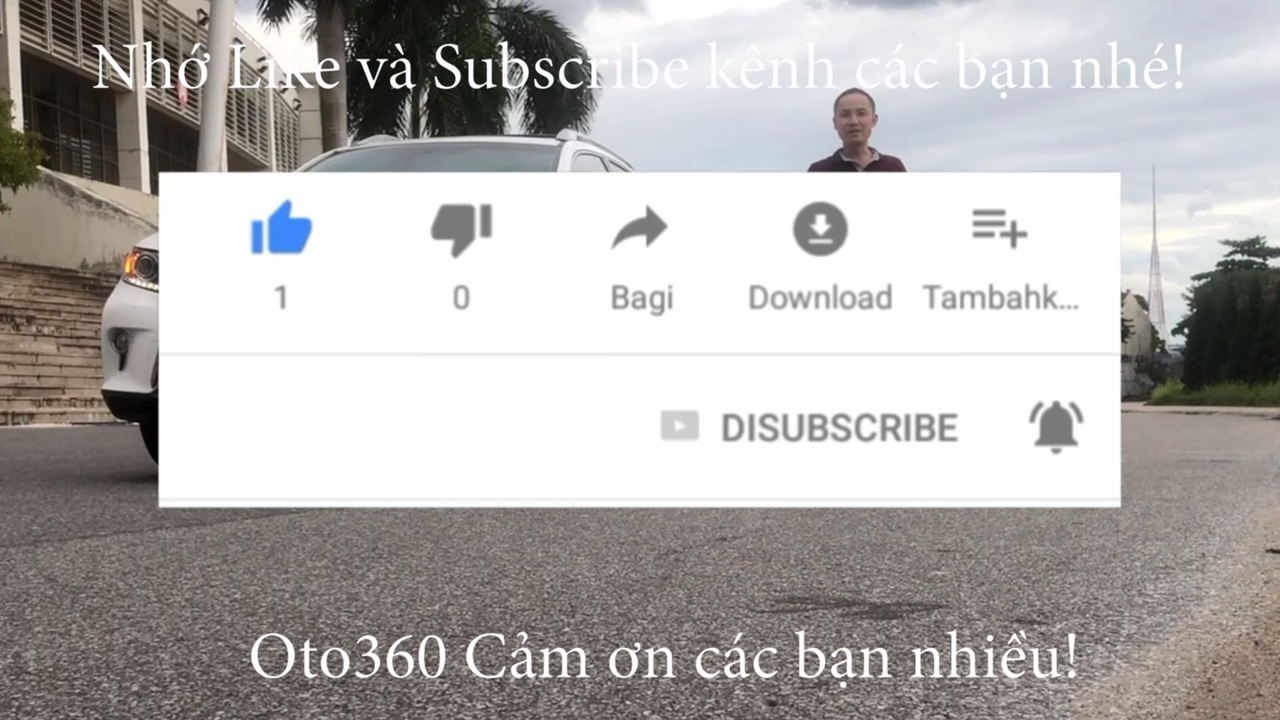 Nhớ Like và Subscribe kênh các bạn nhé!
1 0 Bagi Download Tambahk...
DISUBSCRIBE
Oto360 Cảm ơn các bạn nhiều!